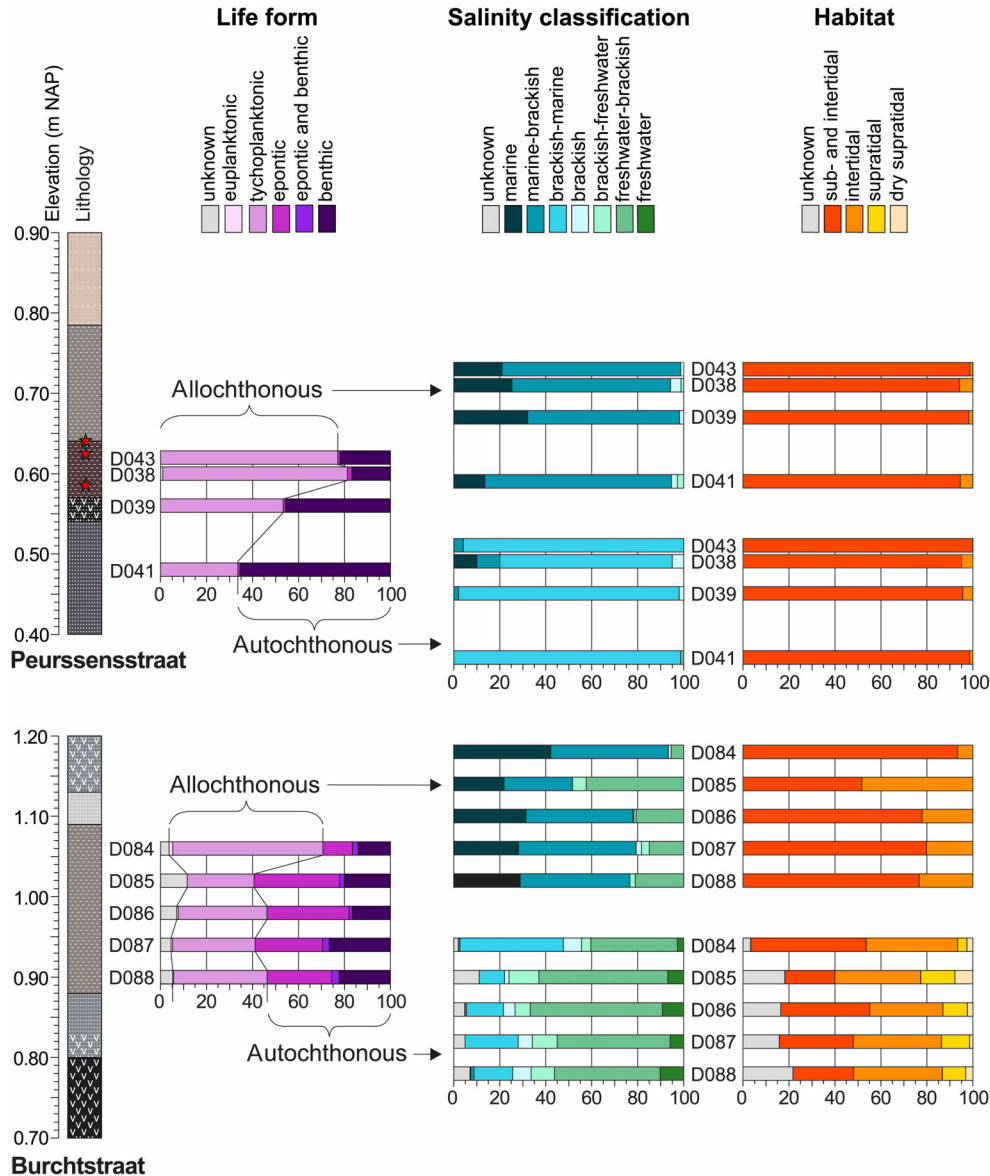 Life form
Salinity classification
Habitat
Elevation (m NAP)
Lithology
unknown
euplanktonic
tychoplanktonic
epontic
epontic and benthic
benthic
unknown
marine
marine-brackish
brackish-marine
brackish
brackish-freshwater
freshwater-brackish
freshwater
unknown
sub- and intertidal
intertidal
supratidal
dry supratidal
0.90
0.80
0.70
0.60
0.50
0.40
Peurssensstraat
Allochthonous
D043
D038
D039
D041
0 20 40 60 80 100
Autochthonous
D043
D038
D039
D041
D043
D038
D039
D041
0 20 40 60 80 100
0 20 40 60 80 100
1.20
1.10
1.00
0.90
0.80
0.70
Burchtstraat
Allochthonous
D084
D085
D086
D087
D088
0 20 40 60 80 100
Autochthonous
D084
D085
D086
D087
D088
D084
D085
D086
D087
D088
0 20 40 60 80 100
0 20 40 60 80 100